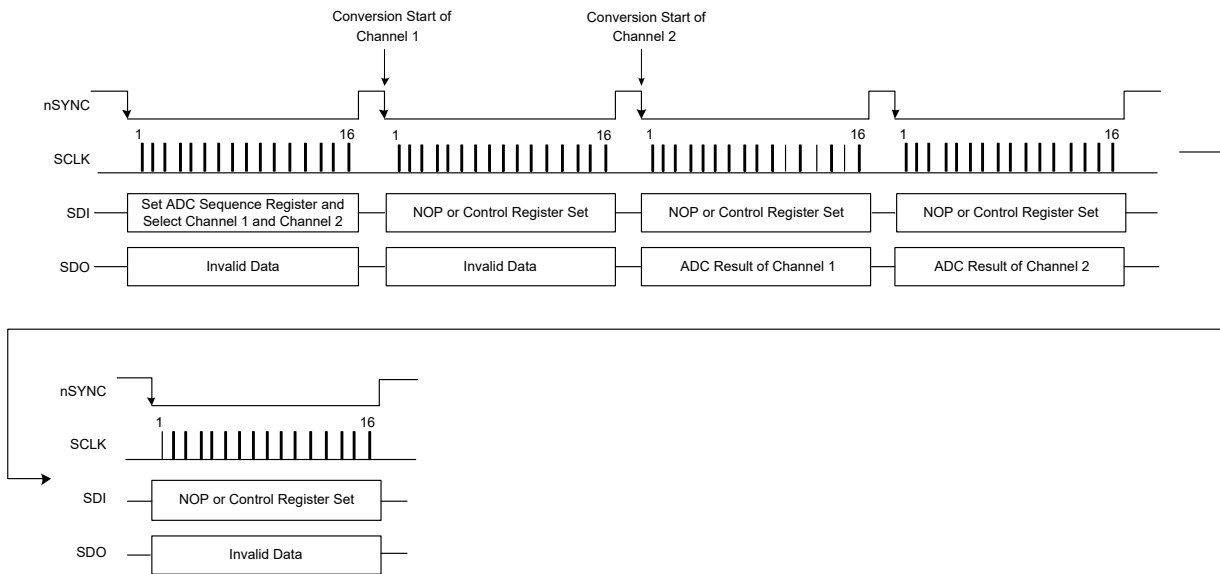 Conversion Start of
Channel 1
Conversion Start of
Channel 2
nSYNC
1
16
1
16
1
16
1
16
SCLK
SDI
Set ADC Sequence Register and
Select Channel 1 and Channel 2
NOP or Control Register Set
NOP or Control Register Set
NOP or Control Register Set
SDO
Invalid Data
Invalid Data
ADC Result of Channel 1
ADC Result of Channel 2
nSYNC
1
16
SCLK
SDI
NOP or Control Register Set
SDO
Invalid Data